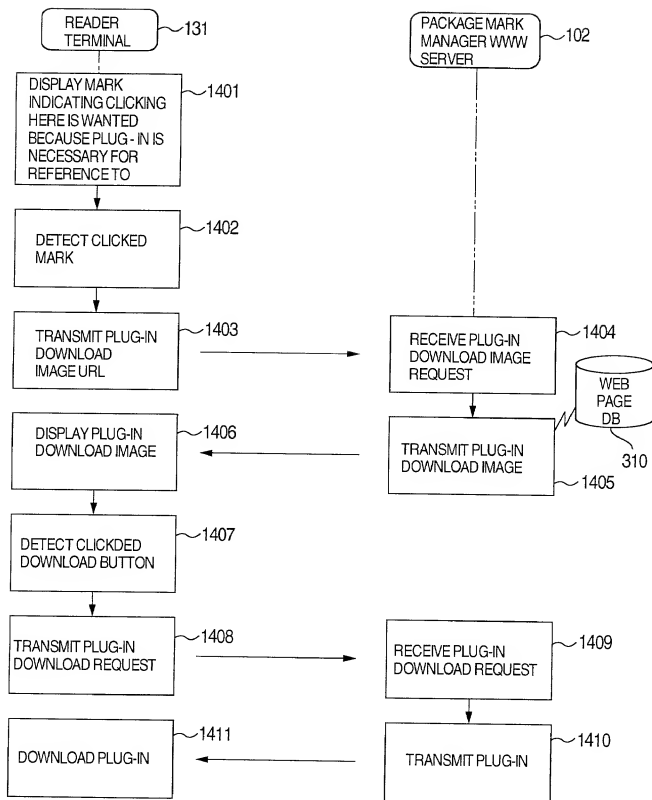 READER
TERMINAL
131
PACKAGE MARK
MANAGER WWW
SERVER
102
DISPLAY MARK
INDICATING CLICKING
HERE IS WANTED
BECAUSE PLUG - IN IS
NECESSARY FOR
REFERENCE TO
1401
DETECT CLICKED
MARK
1402
TRANSMIT PLUG-IN
DOWNLOAD
IMAGE URL
1403
RECEIVE PLUG-IN
DOWNLOAD IMAGE
REQUEST
1404
WEB
PAGE
DB
310
DISPLAY PLUG-IN
DOWNLOAD IMAGE
1406
TRANSMIT PLUG-IN
DOWNLOAD IMAGE
1405
DETECT CLICKDED
DOWNLOAD BUTTON
1407
TRANSMIT PLUG-IN
DOWNLOAD REQUEST
1408
RECEIVE PLUG-IN
DOWNLOAD REQUEST
1409
DOWNLOAD PLUG-IN
1411
TRANSMIT PLUG-IN
1410